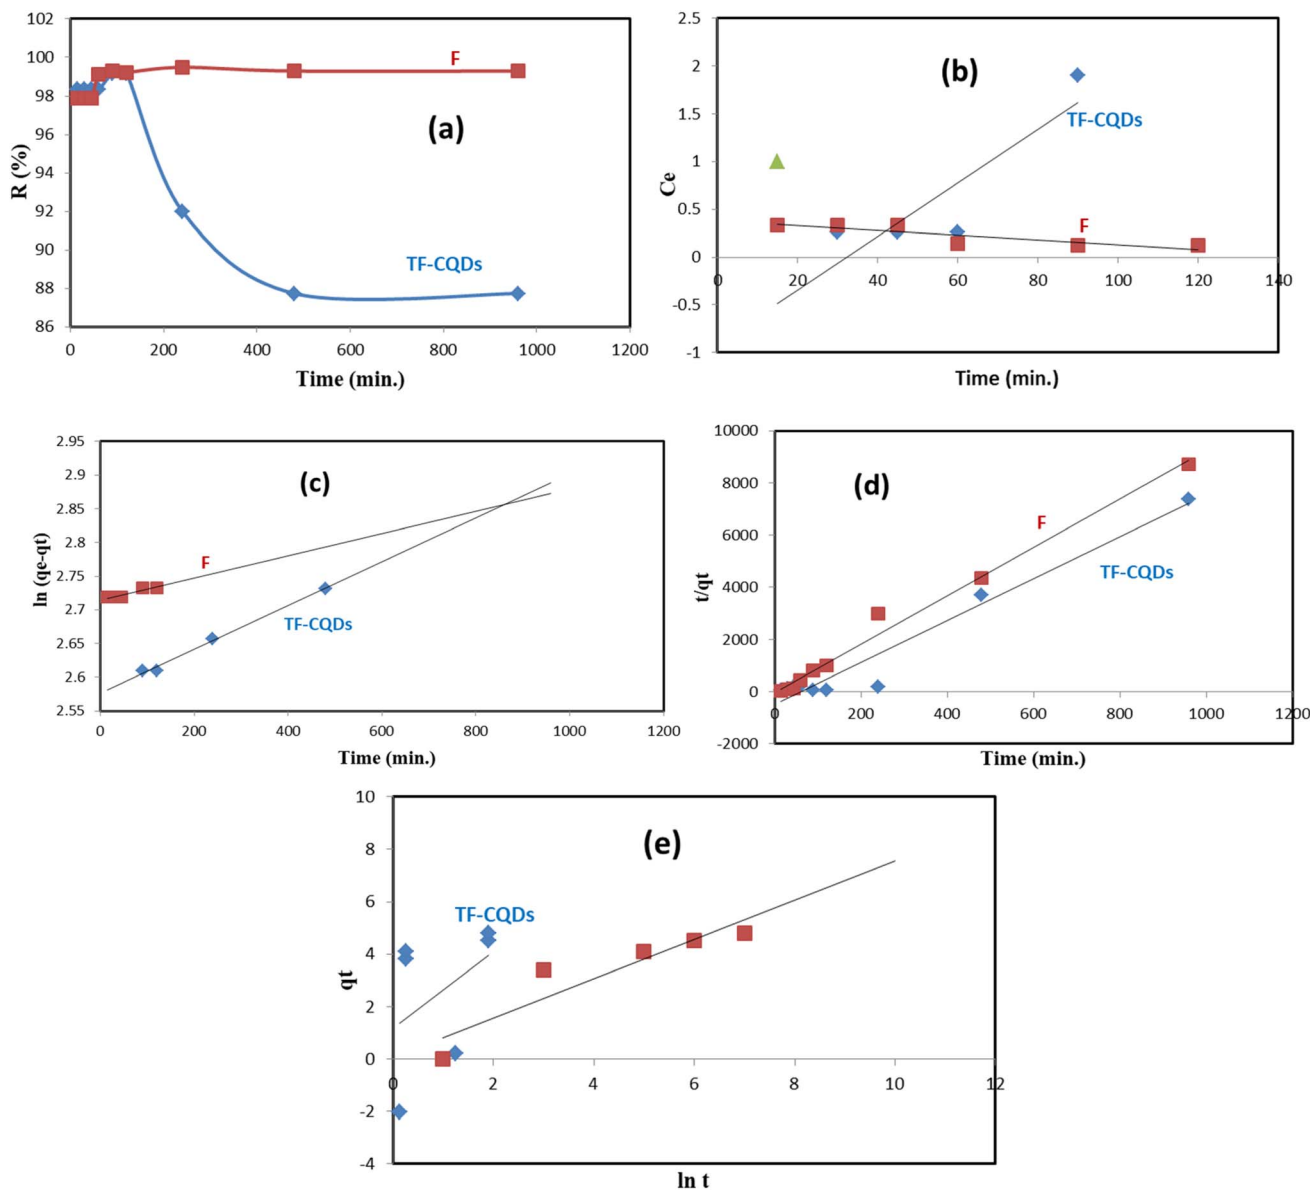 102
100
98
96
94
92
90
88
86
R (%)
F
(a)
TF-CQDs
0 200 400 600 800 1000 1200
Time (min.)
2.5
2
1.5
1
0.5
0
-0.5
-1
Ce
(b)
TF-CQDs
F
0 20 40 60 80 100 120 140
Time (min.)
2.95
2.9
2.85
2.8
2.75
2.7
2.65
2.6
2.55
ln (qe-qt)
(c)
F
TF-CQDs
0 200 400 600 800 1000 1200
Time (min.)
10000
8000
6000
4000
2000
0
-2000
t/qt
(d)
F
TF-CQDs
0 200 400 600 800 1000 1200
Time (min.)
10
8
6
4
2
0
-2
-4
qt
(e)
TF-CQDs
0 2 4 6 8 10 12
ln t